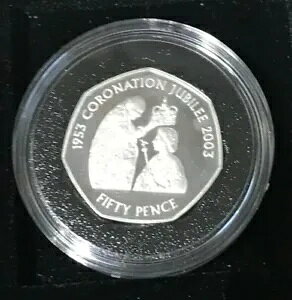 1953 CORONATION JUBILEE 2003
FIFTY PENCE